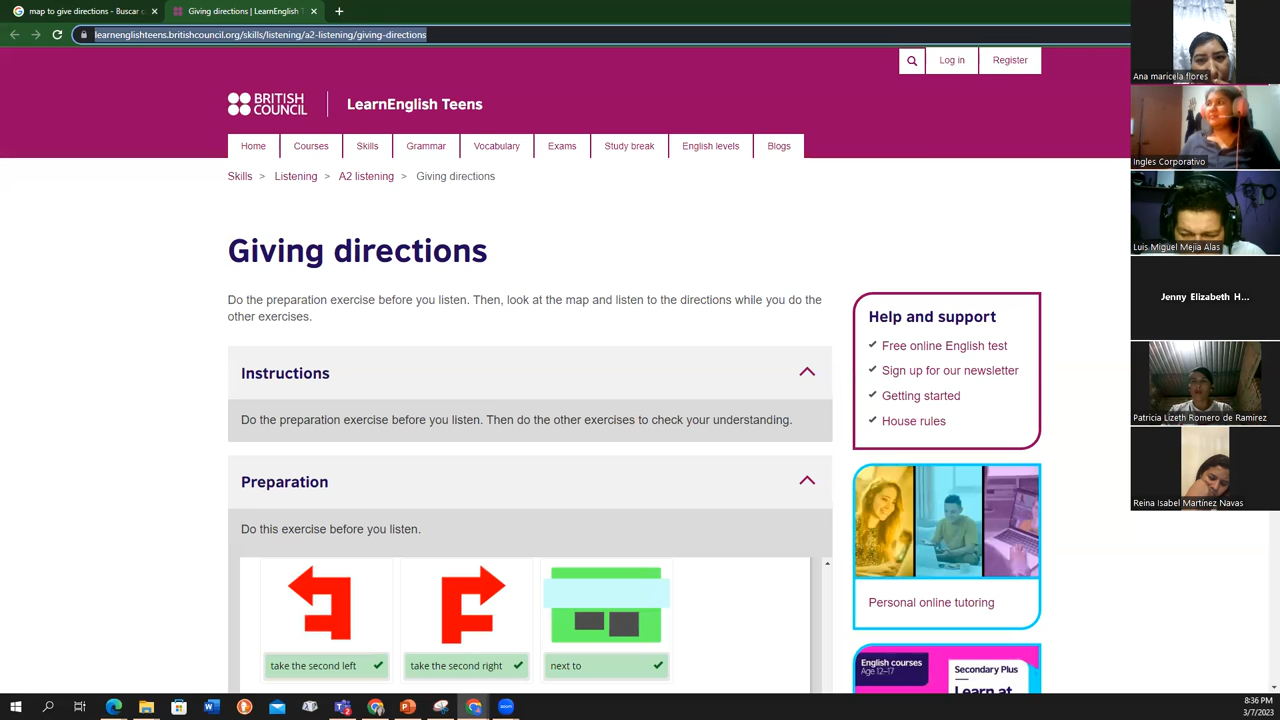 map to give directions - Buscar c
Giving directions | LearnEnglish T
learnenglishteens.britishcouncil.org/skills/listening/a2-listening/giving-directions
Log in
Register
BRITISH
COUNCIL
LearnEnglish Teens
Home
Courses
Skills
Grammar
Vocabulary
Exams
Study break
English levels
Blogs
Skills > Listening > A2 listening > Giving directions
Giving directions
Do the preparation exercise before you listen. Then, look at the map and listen to the directions while you do the
other exercises.
Instructions
Do the preparation exercise before you listen. Then do the other exercises to check your understanding.
Preparation
Do this exercise before you listen.
take the second left
take the second right
next to
Help and support
Free online English test
Sign up for our newsletter
Getting started
House rules
Personal online tutoring
English courses
Age 12–17
Secondary Plus
Learn at
Ana maricela flores
Ingles Corporativo
Luis Miguel Mejia Alas
Jenny Elizabeth H...
Patricia Lizeth Romero de Ramirez
Reina Isabel Martínez Navas
8:36 PM
3/7/2023